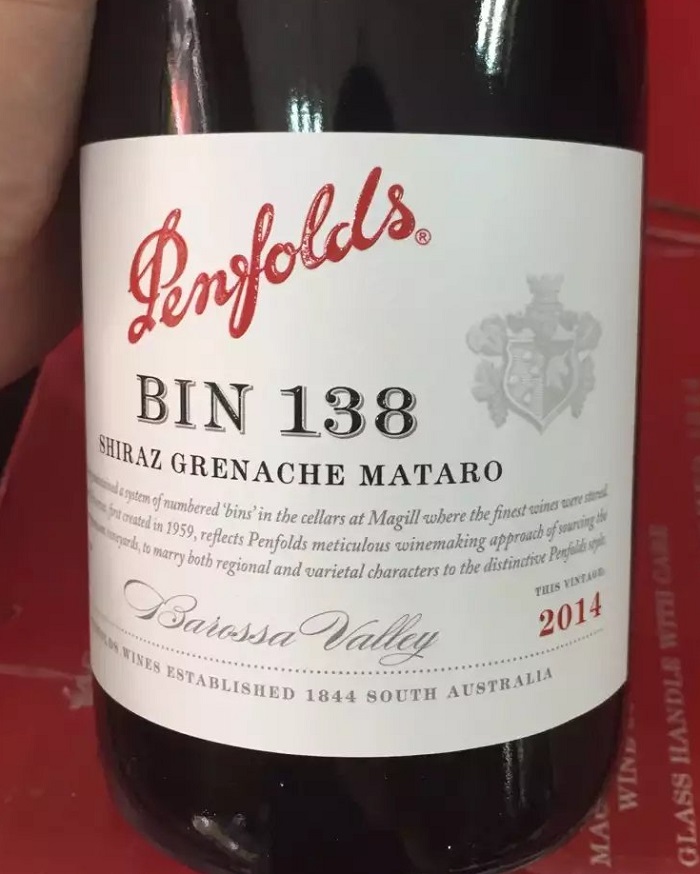 Penfolds®
BIN 138
SHIRAZ GRENACHE MATARO
a system of numbered 'bins' in the cellars at Magill where the finest wines were stored.
first created in 1959, reflects Penfolds meticulous winemaking approach of sourcing the
vineyards, to marry both regional and varietal characters to the distinctive Penfolds style.
THIS VINTAGE:
2014
Barossa Valley
WINES ESTABLISHED 1844 SOUTH AUSTRALIA
GLASS HANDLE WITH CARE